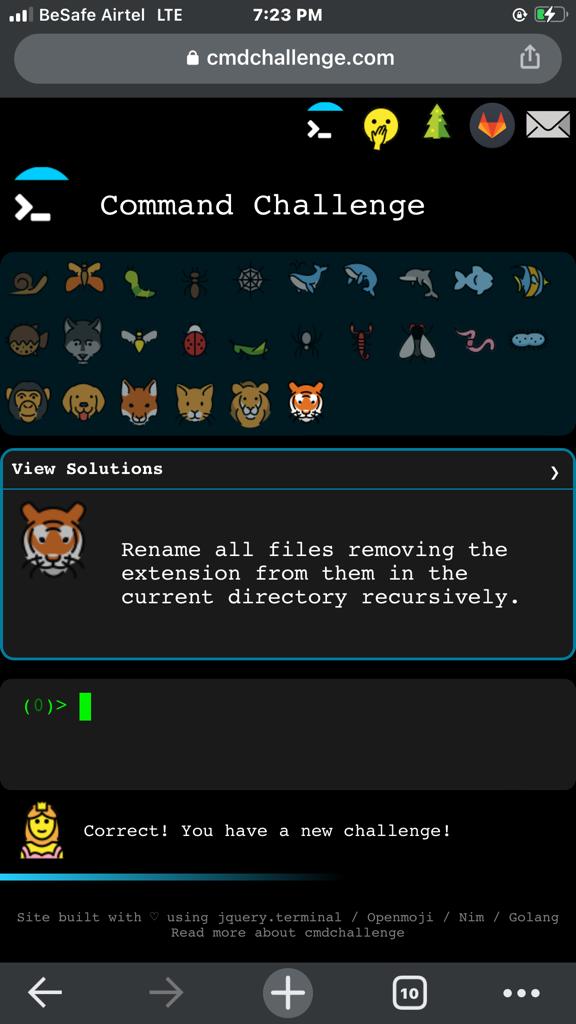 BeSafe Airtel LTE 7:23 PM
cmdchallenge.com
Command Challenge
View Solutions ❯
Rename all files removing the
extension from them in the
current directory recursively.
(0)>
Correct! You have a new challenge!
Site built with ♡ using jquery.terminal / Openmoji / Nim / Golang
Read more about cmdchallenge
10